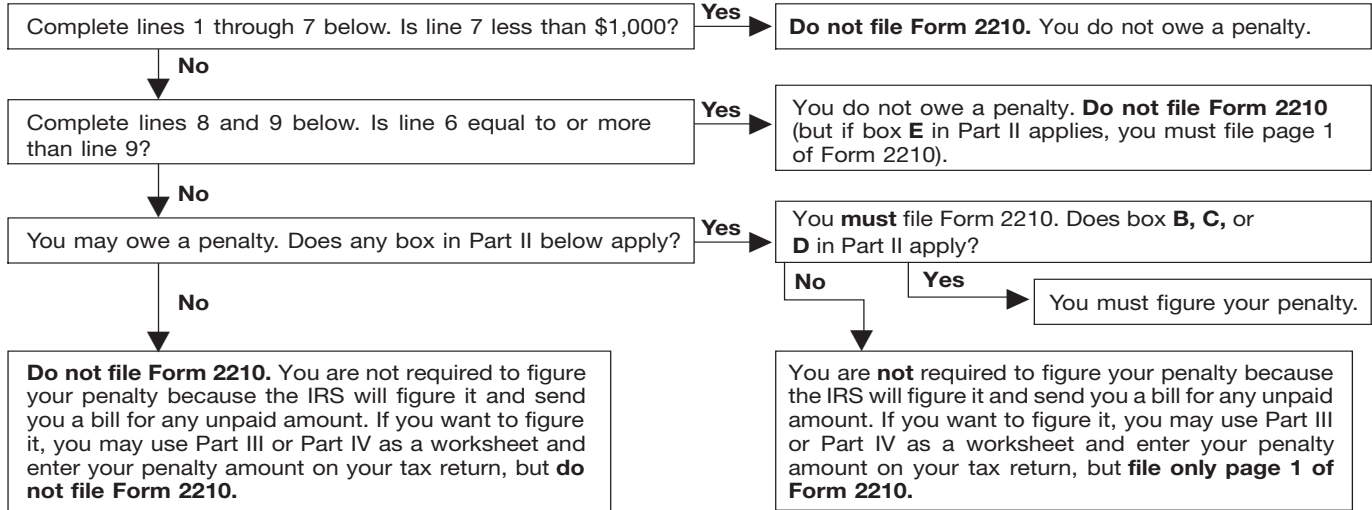 Complete lines 1 through 7 below. Is line 7 less than $1,000?
Yes
Do not file Form 2210. You do not owe a penalty.
No
Complete lines 8 and 9 below. Is line 6 equal to or more
than line 9?
Yes
You do not owe a penalty. Do not file Form 2210
(but if box E in Part II applies, you must file page 1
of Form 2210).
No
You may owe a penalty. Does any box in Part II below apply?
Yes
You must file Form 2210. Does box B, C, or
D in Part II apply?
No
Yes
You must figure your penalty.
No
Do not file Form 2210. You are not required to figure
your penalty because the IRS will figure it and send
you a bill for any unpaid amount. If you want to figure
it, you may use Part III or Part IV as a worksheet and
enter your penalty amount on your tax return, but do
not file Form 2210.
You are not required to figure your penalty because
the IRS will figure it and send you a bill for any unpaid
amount. If you want to figure it, you may use Part III
or Part IV as a worksheet and enter your penalty
amount on your tax return, but file only page 1 of
Form 2210.